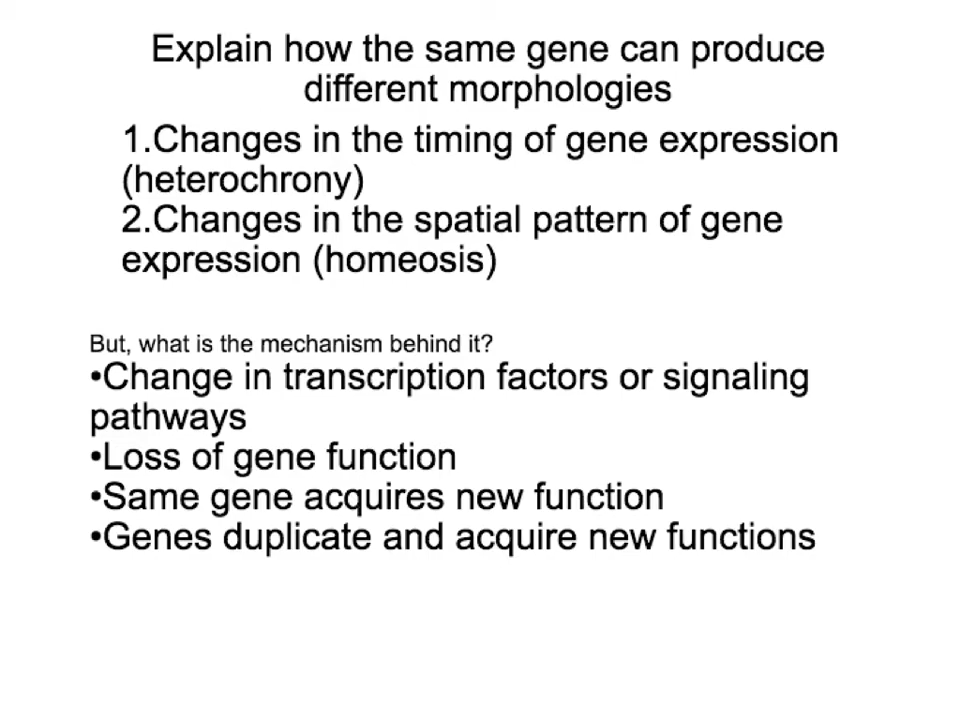 Explain how the same gene can produce
different morphologies
1.Changes in the timing of gene expression
(heterochrony)
2.Changes in the spatial pattern of gene
expression (homeosis)
But, what is the mechanism behind it?
•Change in transcription factors or signaling
pathways
•Loss of gene function
•Same gene acquires new function
•Genes duplicate and acquire new functions